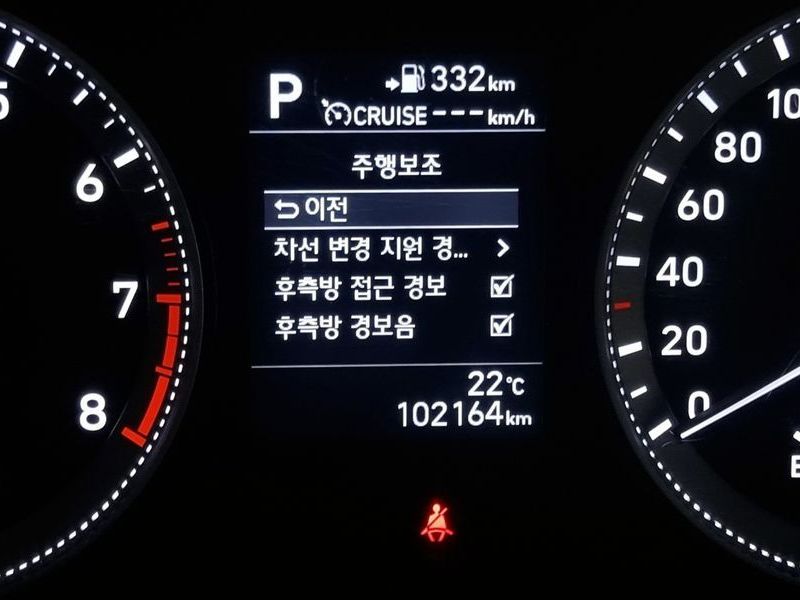 P
332km
CRUISE---km/h
주행보조
이전
차선 변경 지원 경...
후측방 접근 경보
후측방 경보음
22°C
102164km
6
7
8
80
60
40
20
0